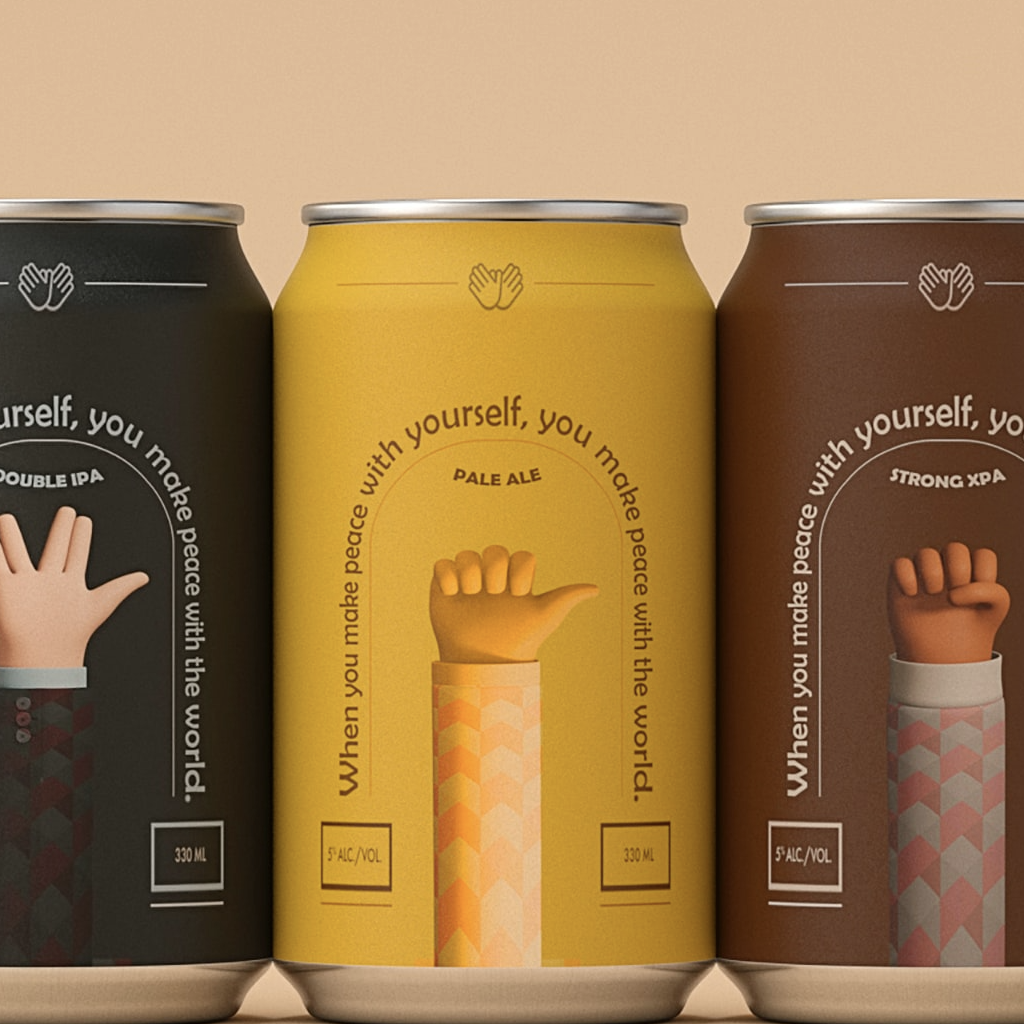 urself, you make peace with the world.
DOUBLE IPA
330 ML
When you make peace with yourself, you make peace with the world.
PALE ALE
5% ALC./VOL.
330 ML
When you make peace with yourself, yo
STRONG XPA
5% ALC./VOL.